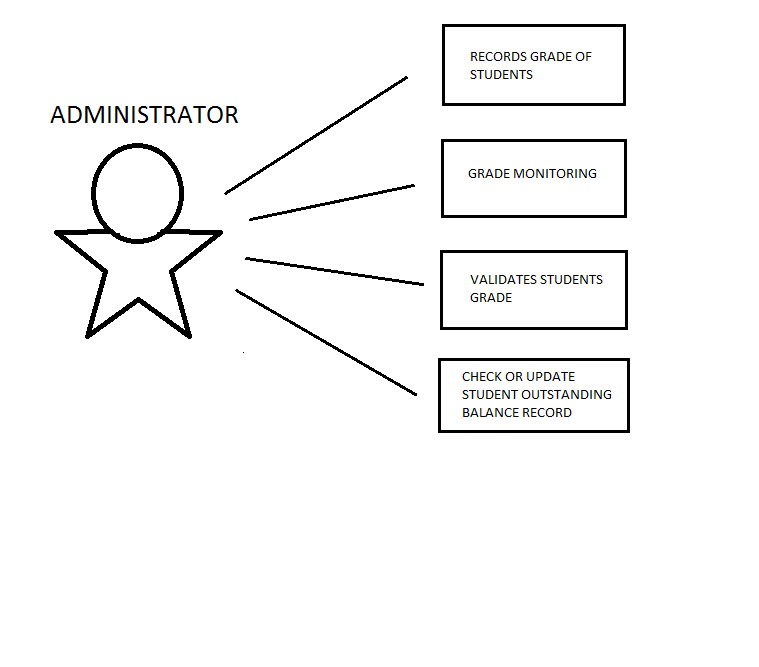 ADMINISTRATOR
RECORDS GRADE OF
STUDENTS
GRADE MONITORING
VALIDATES STUDENTS
GRADE
CHECK OR UPDATE
STUDENT OUTSTANDING
BALANCE RECORD